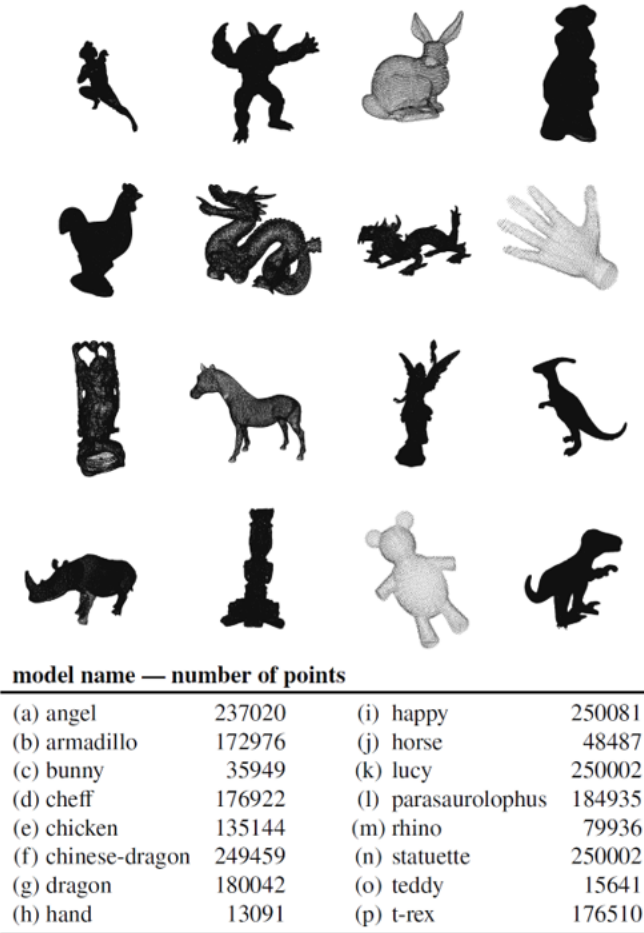 model name — number of points
(a) angel 237020 (i) happy 250081
(b) armadillo 172976 (j) horse 48487
(c) bunny 35949 (k) lucy 250002
(d) cheff 176922 (l) parasaurolophus 184935
(e) chicken 135144 (m) rhino 79936
(f) chinese-dragon 249459 (n) statuette 250002
(g) dragon 180042 (o) teddy 15641
(h) hand 13091 (p) t-rex 176510